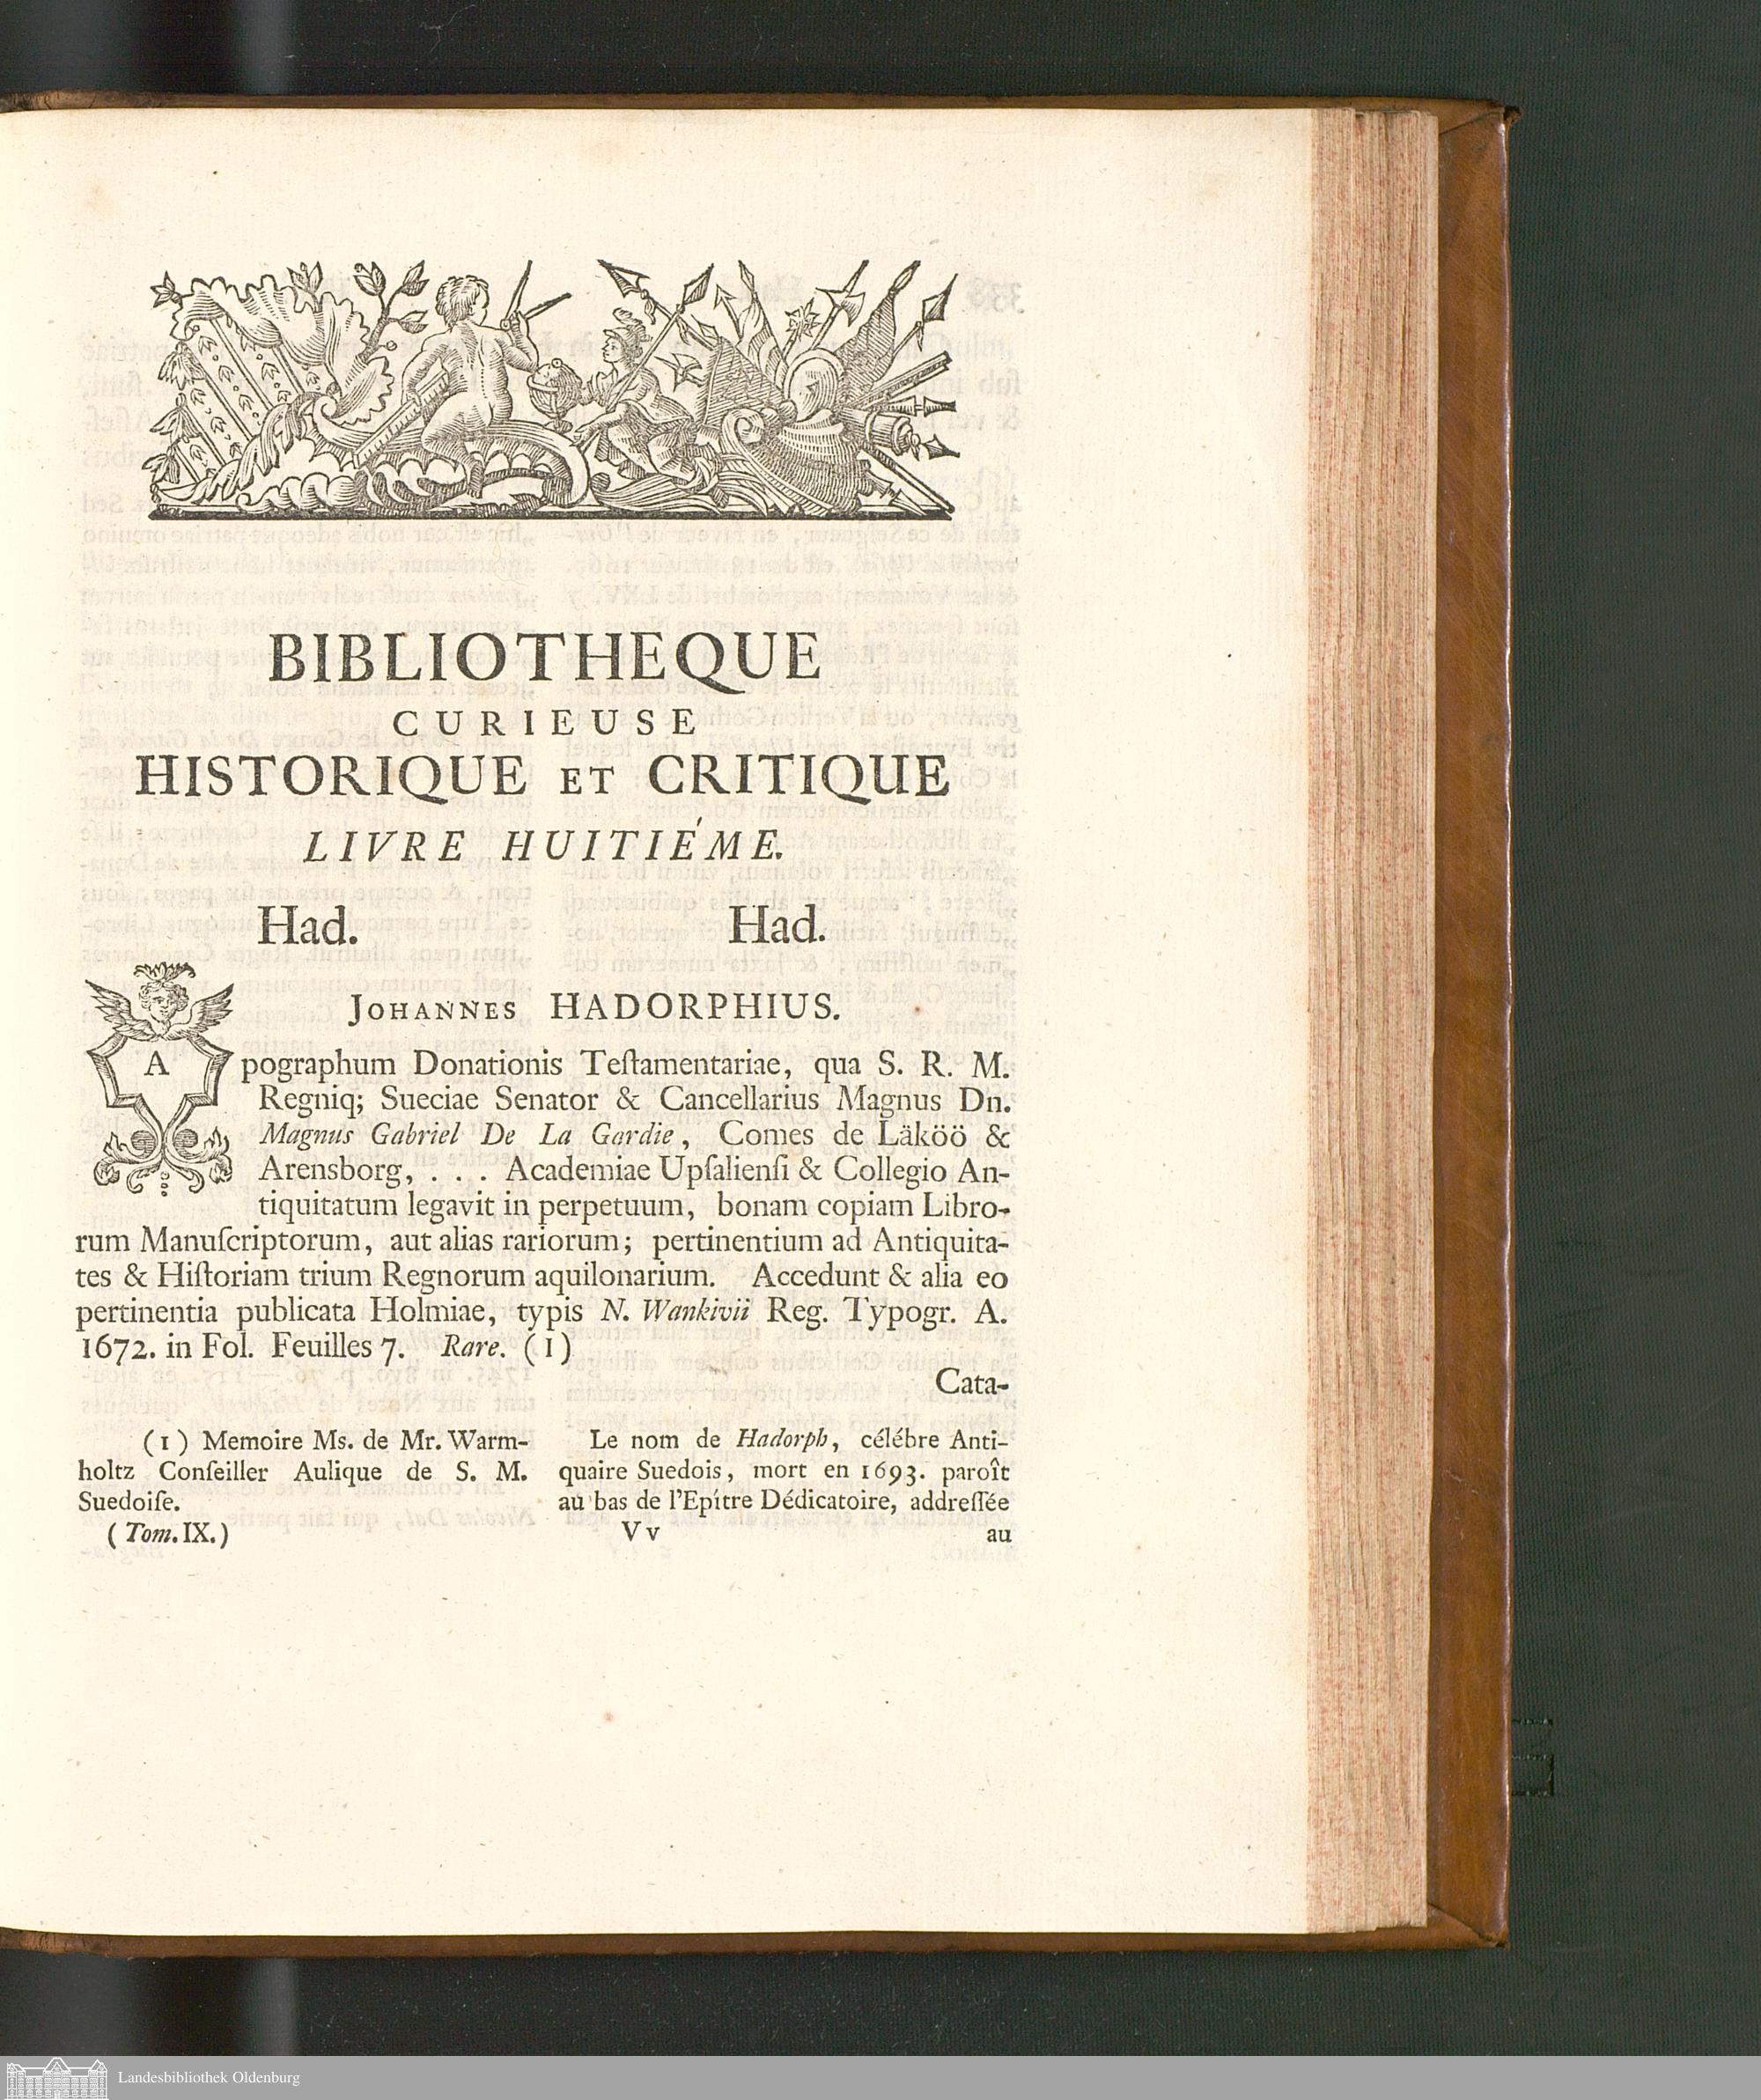 BIBLIOTHEQUE
CURIEUSE
HISTORIQUE ET CRITIQUE
LIVRE HUITIÉME.
Had. Had.
JOHANNES HADORPHIUS.
Apographum Donationis Teſtamentariae, qua S. R. M.
Regniq; Sueciae Senator & Cancellarius Magnus Dn.
Magnus Gabriel De La Gardie, Comes de Läköö &
Arensborg, . . . Academiae Upſalienſi & Collegio An-
tiquitatum legavit in perpetuum, bonam copiam Libro-
rum Manuſcriptorum, aut alias rariorum; pertinentium ad Antiquita-
tes & Hiſtoriam trium Regnorum aquilonarium. Accedunt & alia eo
pertinentia publicata Holmiae, typis N. Wankivii Reg. Typogr. A.
1672. in Fol. Feuilles 7. Rare. (1)
Cata-
(1) Memoire Ms. de Mr. Warm-
holtz Conſeiller Aulique de S. M.
Suedoiſe.
Le nom de Hadorph, célébre Anti-
quaire Suedois, mort en 1693. paroît
au bas de l'Epítre Dédicatoire, addreſſée
(Tom. IX.) Vv au
Landesbibliothek Oldenburg